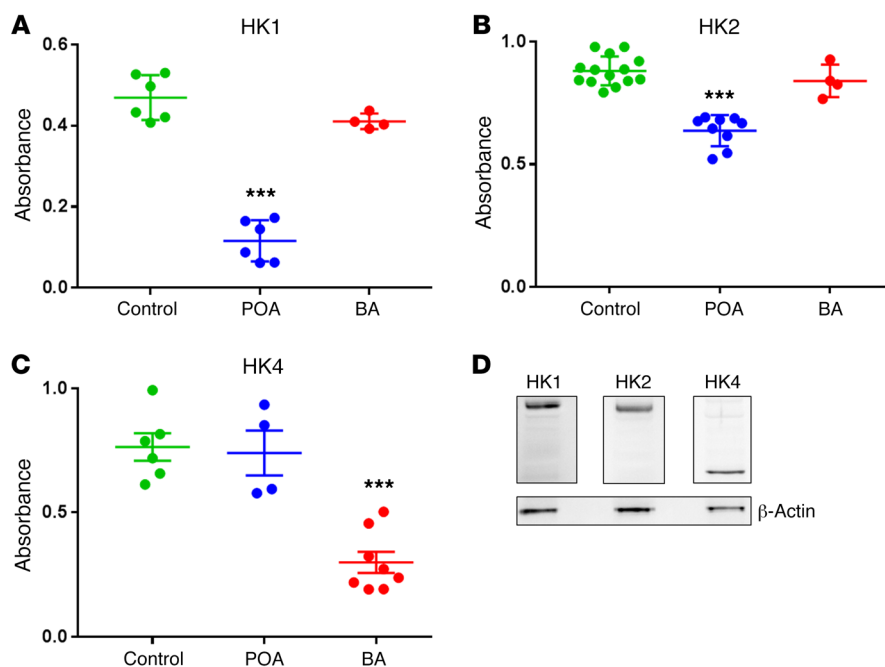 A
HK1
0.6
0.4
0.2
0.0
Absorbance
***
Control POA BA
B
HK2
1.0
0.5
0.0
Absorbance
***
Control POA BA
C
HK4
1.0
0.5
0.0
Absorbance
***
Control POA BA
D
HK1 HK2 HK4
β-Actin